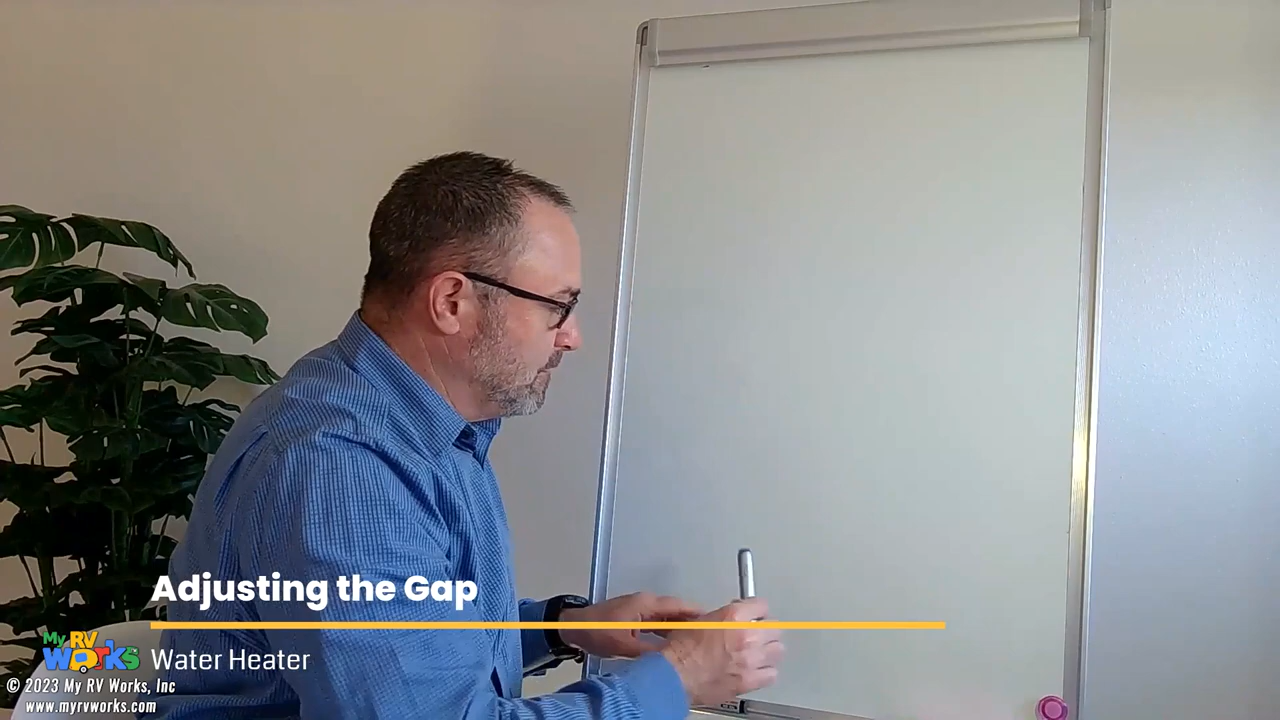 Adjusting the Gap
My RV Works
Water Heater
© 2023 My RV Works, Inc
www.myrvworks.com